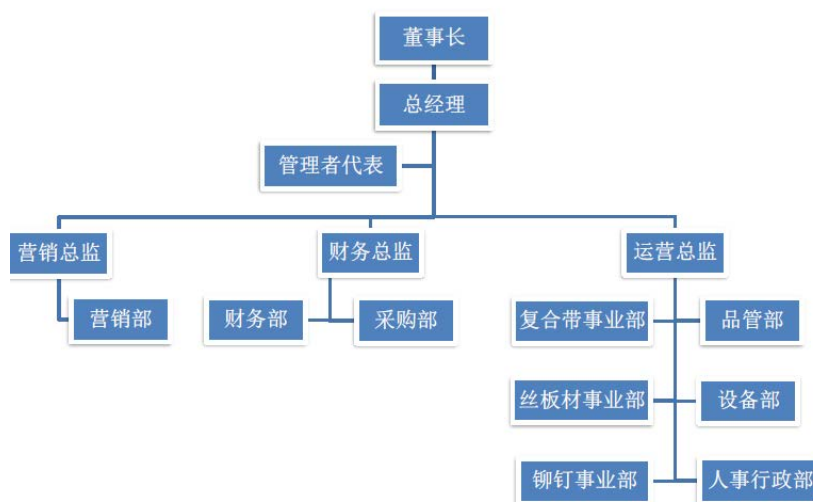 董事长
总经理
管理者代表
营销总监
财务总监
运营总监
营销部
财务部
采购部
复合带事业部
品管部
丝板材事业部
设备部
铆钉事业部
人事行政部